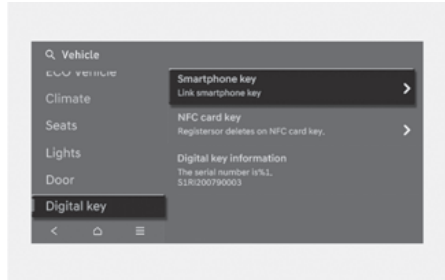 Vehicle
ECO Vehicle
Climate
Seats
Lights
Door
Digital key
Smartphone key
Link smartphone key
NFC card key
Registersor deletes on NFC card key,
Digital key information
The serial number is%1,
S1RI200790003